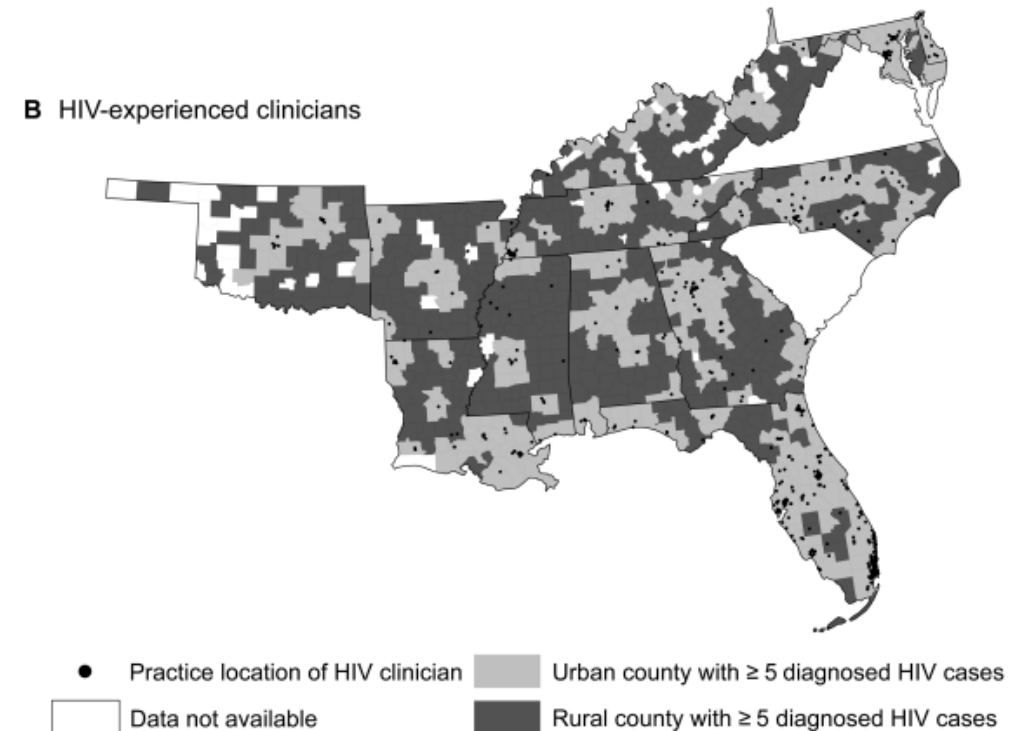 B HIV-experienced clinicians
Practice location of HIV clinician
Urban county with ≥ 5 diagnosed HIV cases
Data not available
Rural county with ≥ 5 diagnosed HIV cases